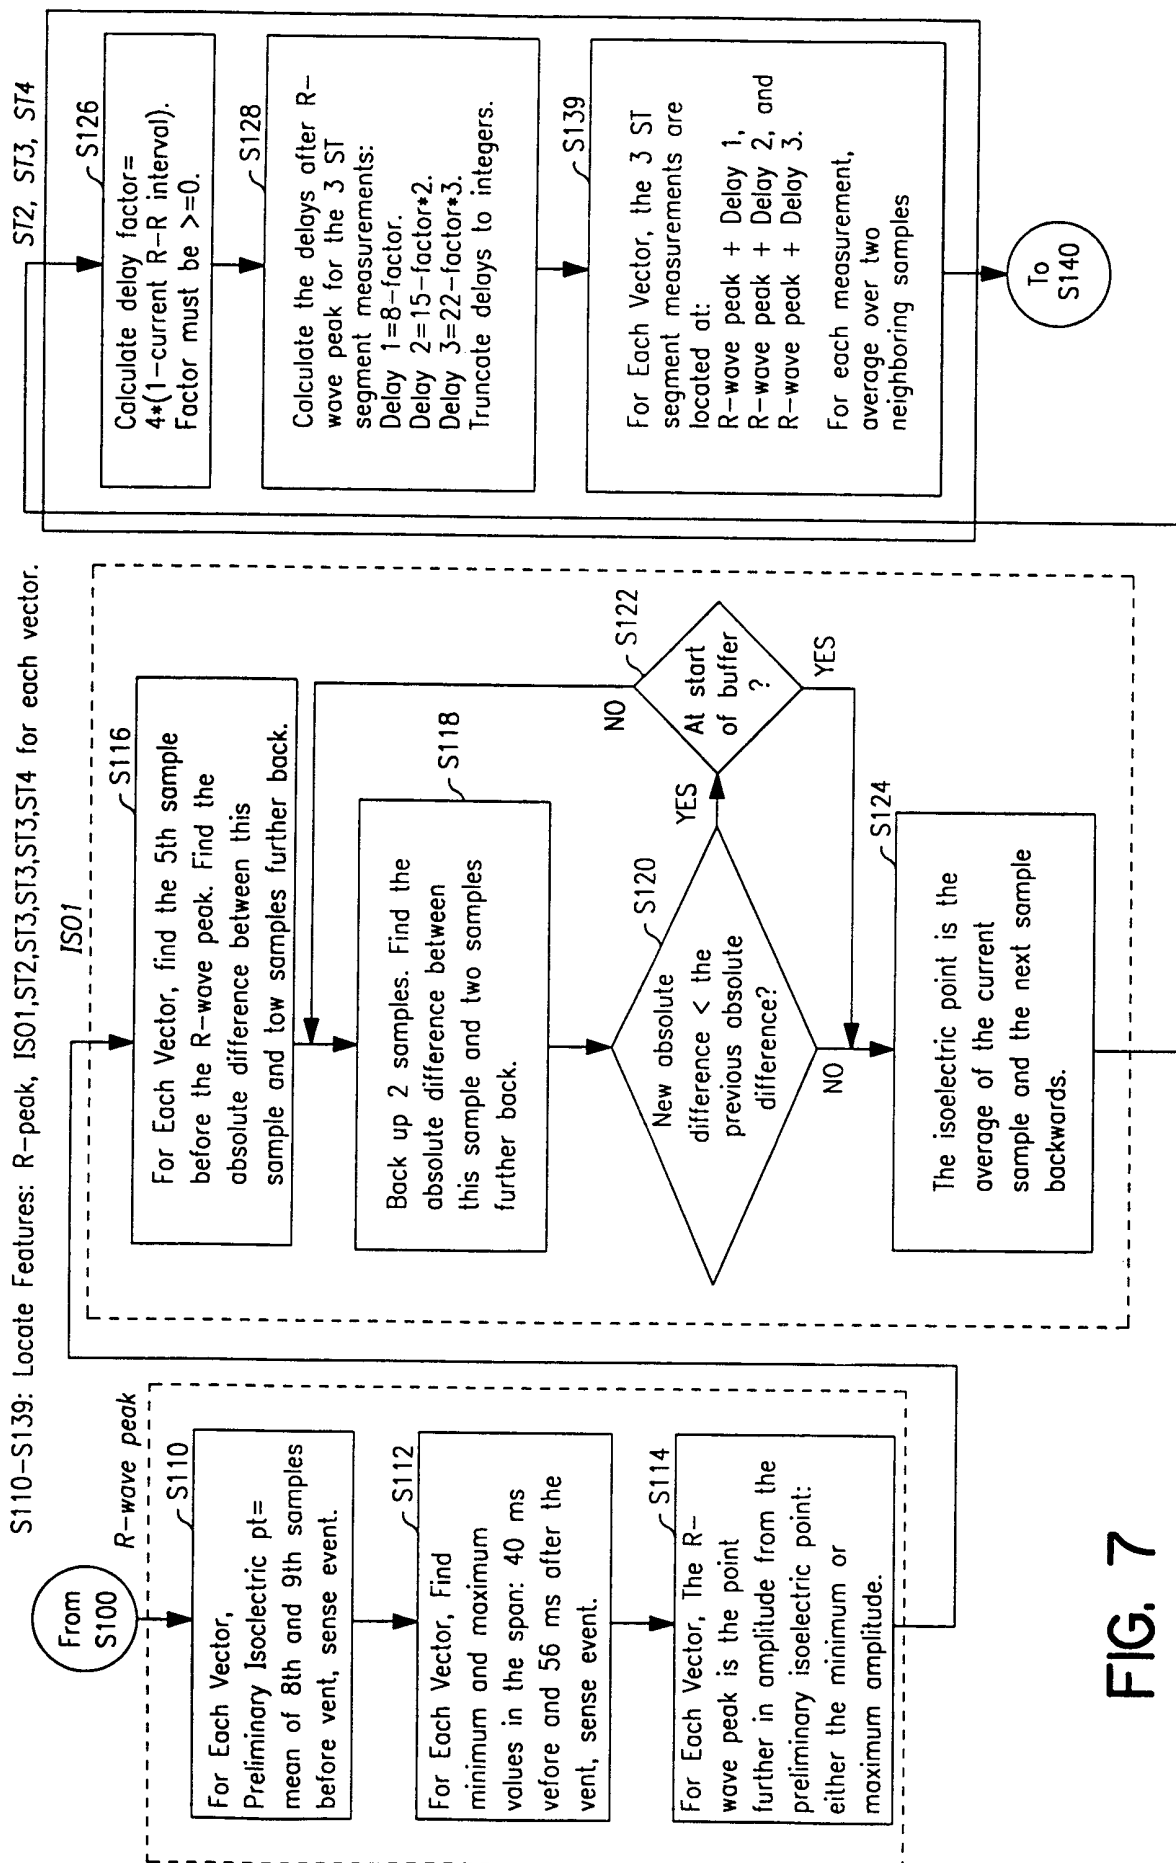 S110-S139: Locate Features: R-peak, ISO1,ST2,ST3,ST3,ST4 for each vector.
From
S100
R-wave peak
S110
For Each Vector,
Preliminary Isoclectric pt=
mean of 8th and 9th samples
before vent, sense event.
S112
For Each Vector, Find
minimum and maximum
values in the span: 40 ms
vefore and 56 ms after the
vent, sense event.
S114
For Each Vector, The R-
wave peak is the point
further in amplitude from the
preliminary isoelectric point:
either the minimum or
maximum amplitude.
ISO1
S116
For Each Vector, find the 5th sample
before the R-wave peak. Find the
absolute difference between this
sample and tow samples further back.
S118
Back up 2 samples. Find the
absolute difference between
this sample and two samples
further back.
S120
New absolute
difference < the
previous absolute
difference?
YES
NO
S122
At start
of buffer
?
NO
YES
S124
The isoelectric point is the
average of the current
sample and the next sample
backwards.
ST2, ST3, ST4
S126
Calculate delay factor=
4*(1-current R-R interval).
Factor must be >=0.
S128
Calculate the delays after R-
wave peak for the 3 ST
segment measurements:
Delay 1=8-factor.
Delay 2=15-factor*2.
Delay 3=22-factor*3.
Truncate delays to integers.
S139
For Each Vector, the 3 ST
segment measurements are
located at:
R-wave peak + Delay 1,
R-wave peak + Delay 2, and
R-wave peak + Delay 3.
For each measurement,
average over two
neighboring samples
To
S140
FIG. 7